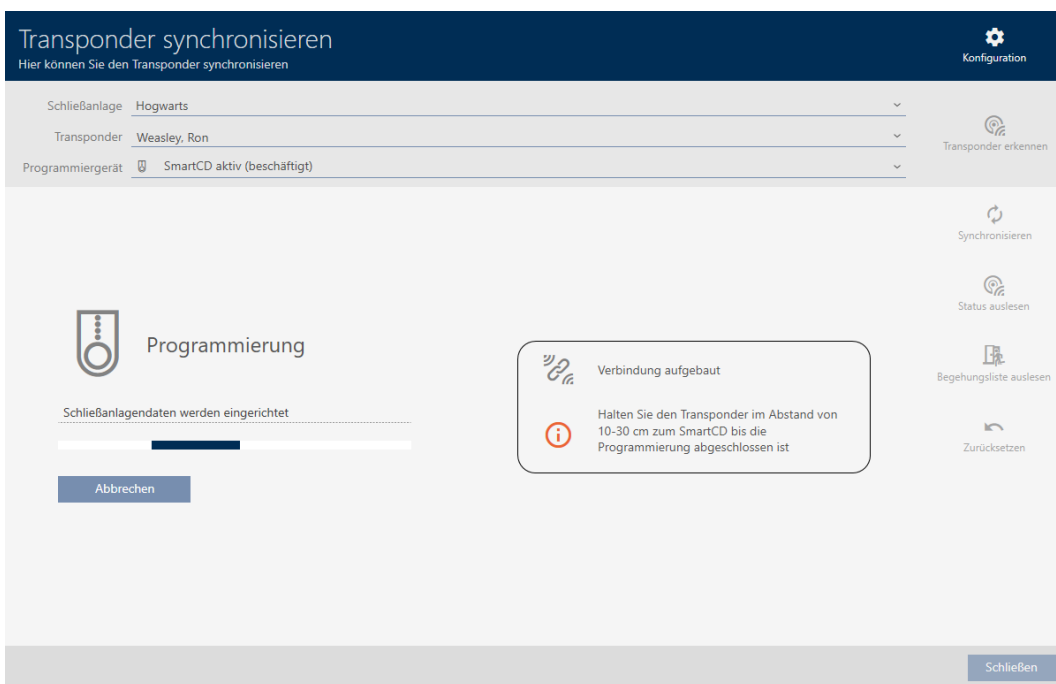 Transponder synchronisieren
Hier können Sie den Transponder synchronisieren
Konfiguration
Schließanlage Hogwarts
Transponder Weasley, Ron
Programmiergerät SmartCD aktiv (beschäftigt)
Transponder erkennen
Synchronisieren
Status auslesen
Begehungsliste auslesen
Zurücksetzen
Programmierung
Schließanlagendaten werden eingerichtet
Abbrechen
Verbindung aufgebaut
Halten Sie den Transponder im Abstand von
10-30 cm zum SmartCD bis die
Programmierung abgeschlossen ist
Schließen